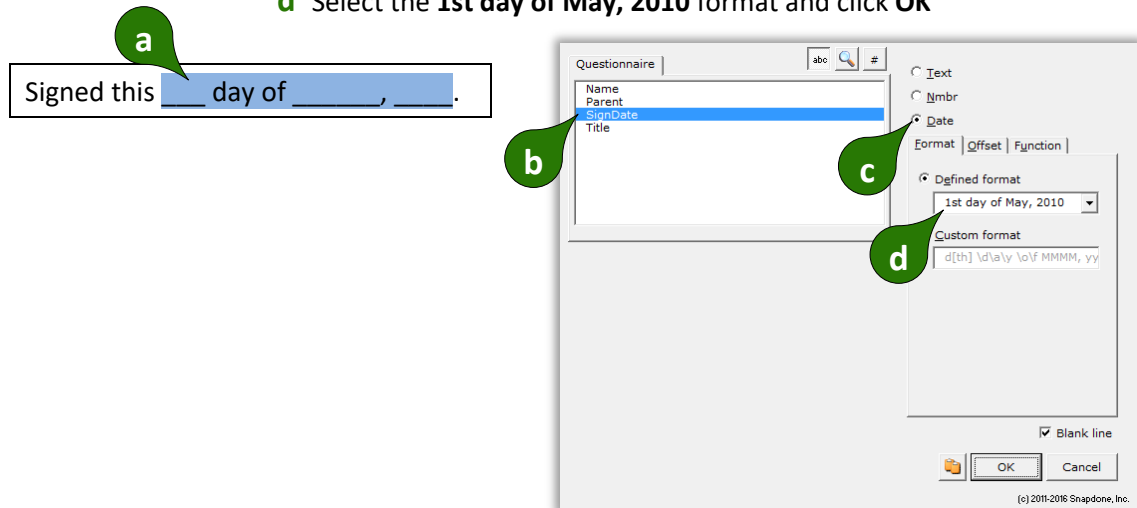 d Select the 1st day of May, 2010 format and click OK
a
Signed this ___ day of ______, ____.
Questionnaire
abc
#
Name
Parent
SignDate
Title
b
Text
Nmbr
Date
c
Format
Offset
Function
Defined format
1st day of May, 2010
d
Custom format
d[th] \d\a\y \o\f MMMM, yy
Blank line
OK
Cancel
(c) 2011-2016 Snapdone, Inc.